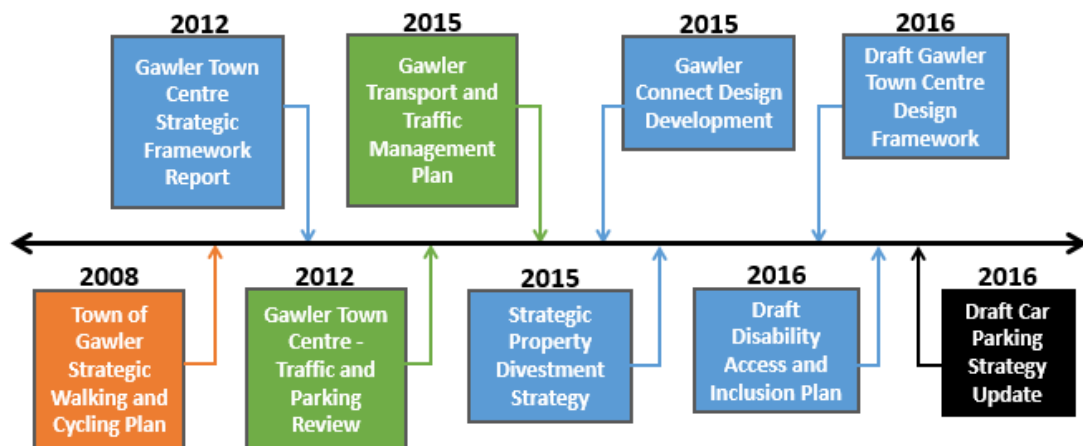 2012
Gawler Town
Centre
Strategic
Framework
Report
2015
Gawler
Transport and
Traffic
Management
Plan
2015
Gawler
Connect Design
Development
2016
Draft Gawler
Town Centre
Design
Framework
2008
Town of
Gawler
Strategic
Walking and
Cycling Plan
2012
Gawler Town
Centre -
Traffic and
Parking
Review
2015
Strategic
Property
Divestment
Strategy
2016
Draft
Disability
Access and
Inclusion Plan
2016
Draft Car
Parking
Strategy
Update